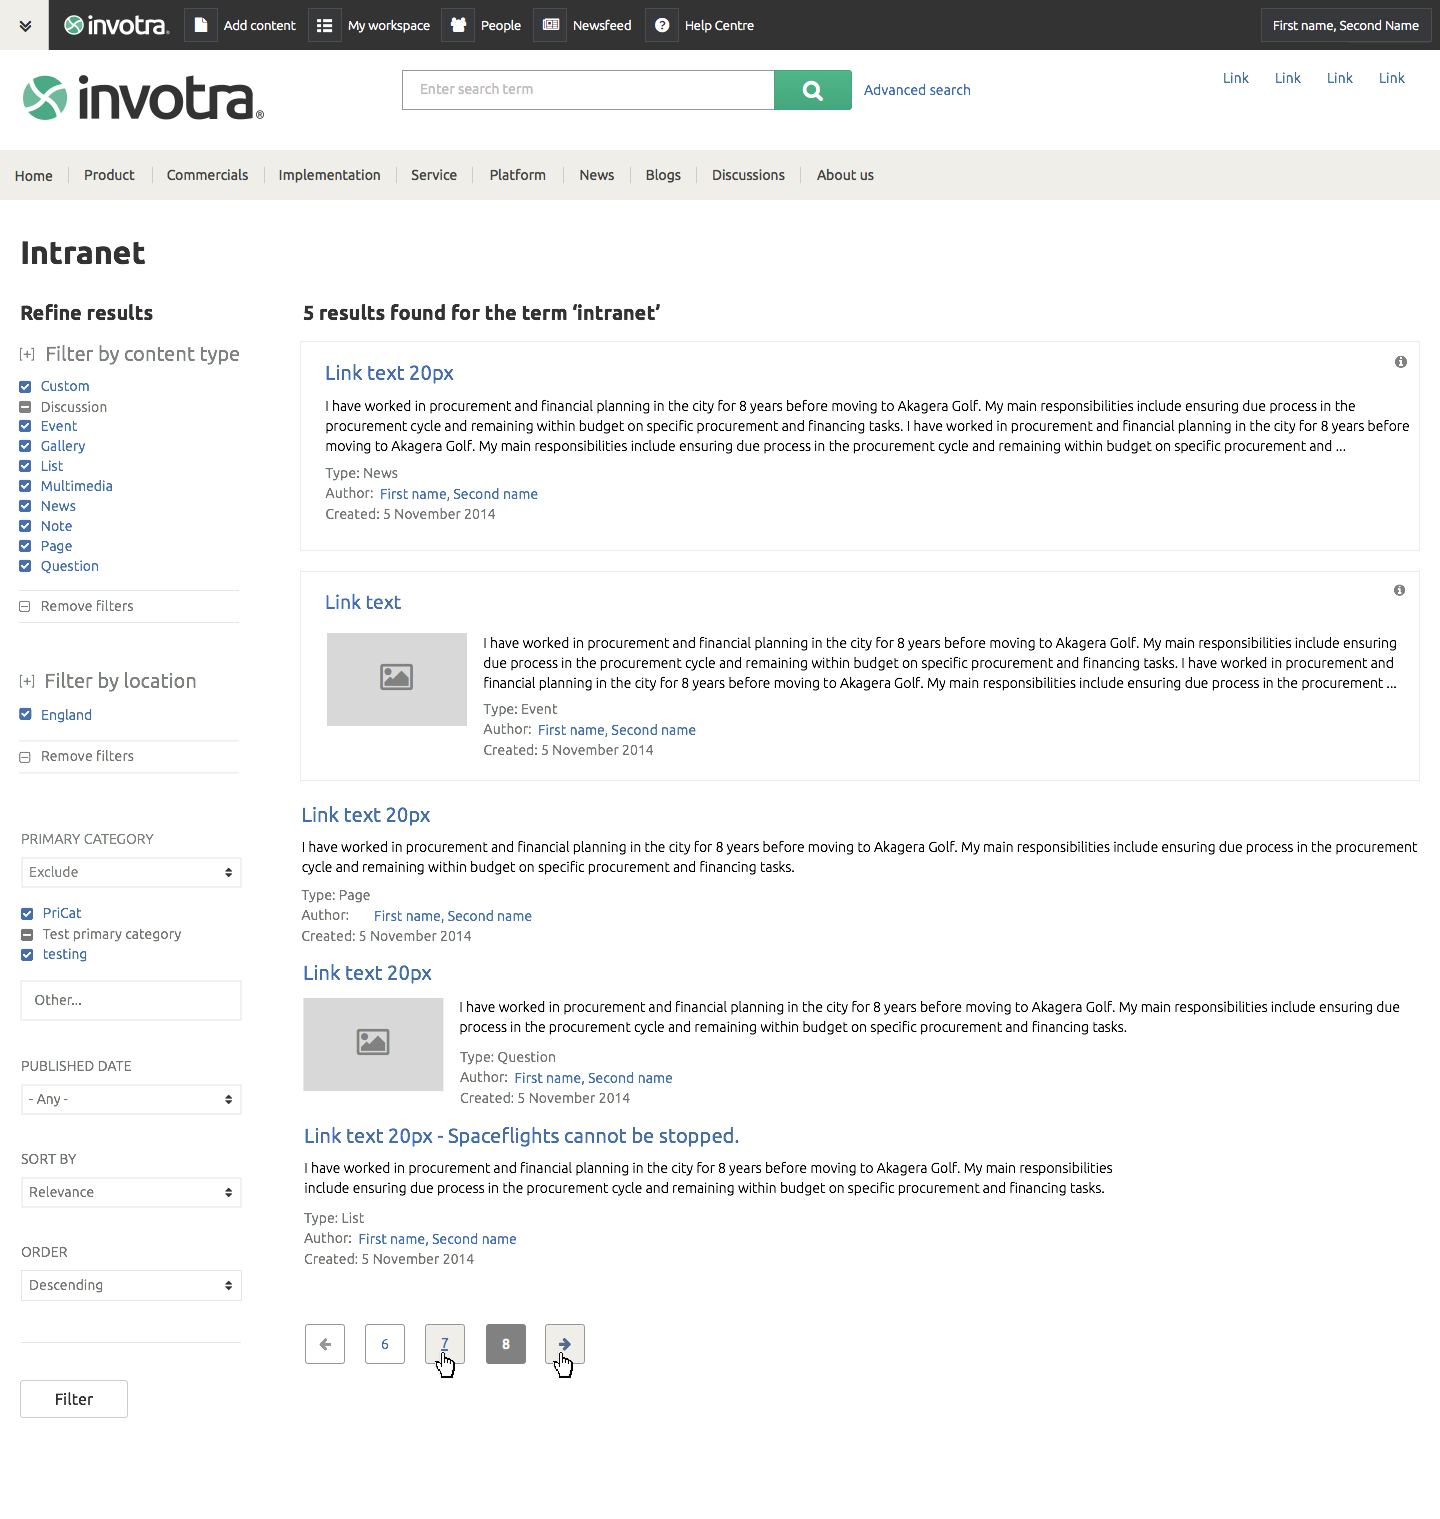 invotra® Add content My workspace People Newsfeed Help Centre First name, Second Name
invotra®
Enter search term
Advanced search
Link Link Link Link
Home Product Commercials Implementation Service Platform News Blogs Discussions About us
Intranet
Refine results
[+] Filter by content type
Custom
Discussion
Event
Gallery
List
Multimedia
News
Note
Page
Question
Remove filters
[+] Filter by location
England
Remove filters
PRIMARY CATEGORY
Exclude
PriCat
Test primary category
testing
Other...
PUBLISHED DATE
- Any -
SORT BY
Relevance
ORDER
Descending
Filter
5 results found for the term ‘intranet’
Link text 20px
I have worked in procurement and financial planning in the city for 8 years before moving to Akagera Golf. My main responsibilities include ensuring due process in the
procurement cycle and remaining within budget on specific procurement and financing tasks. I have worked in procurement and financial planning in the city for 8 years before
moving to Akagera Golf. My main responsibilities include ensuring due process in the procurement cycle and remaining within budget on specific procurement and ...
Type: News
Author: First name, Second name
Created: 5 November 2014
Link text
I have worked in procurement and financial planning in the city for 8 years before moving to Akagera Golf. My main responsibilities include ensuring
due process in the procurement cycle and remaining within budget on specific procurement and financing tasks. I have worked in procurement and
financial planning in the city for 8 years before moving to Akagera Golf. My main responsibilities include ensuring due process in the procurement ...
Type: Event
Author: First name, Second name
Created: 5 November 2014
Link text 20px
I have worked in procurement and financial planning in the city for 8 years before moving to Akagera Golf. My main responsibilities include ensuring due process in the procurement
cycle and remaining within budget on specific procurement and financing tasks.
Type: Page
Author: First name, Second name
Created: 5 November 2014
Link text 20px
I have worked in procurement and financial planning in the city for 8 years before moving to Akagera Golf. My main responsibilities include ensuring due
process in the procurement cycle and remaining within budget on specific procurement and financing tasks.
Type: Question
Author: First name, Second name
Created: 5 November 2014
Link text 20px - Spaceflights cannot be stopped.
I have worked in procurement and financial planning in the city for 8 years before moving to Akagera Golf. My main responsibilities
include ensuring due process in the procurement cycle and remaining within budget on specific procurement and financing tasks.
Type: List
Author: First name, Second name
Created: 5 November 2014
6 7 8